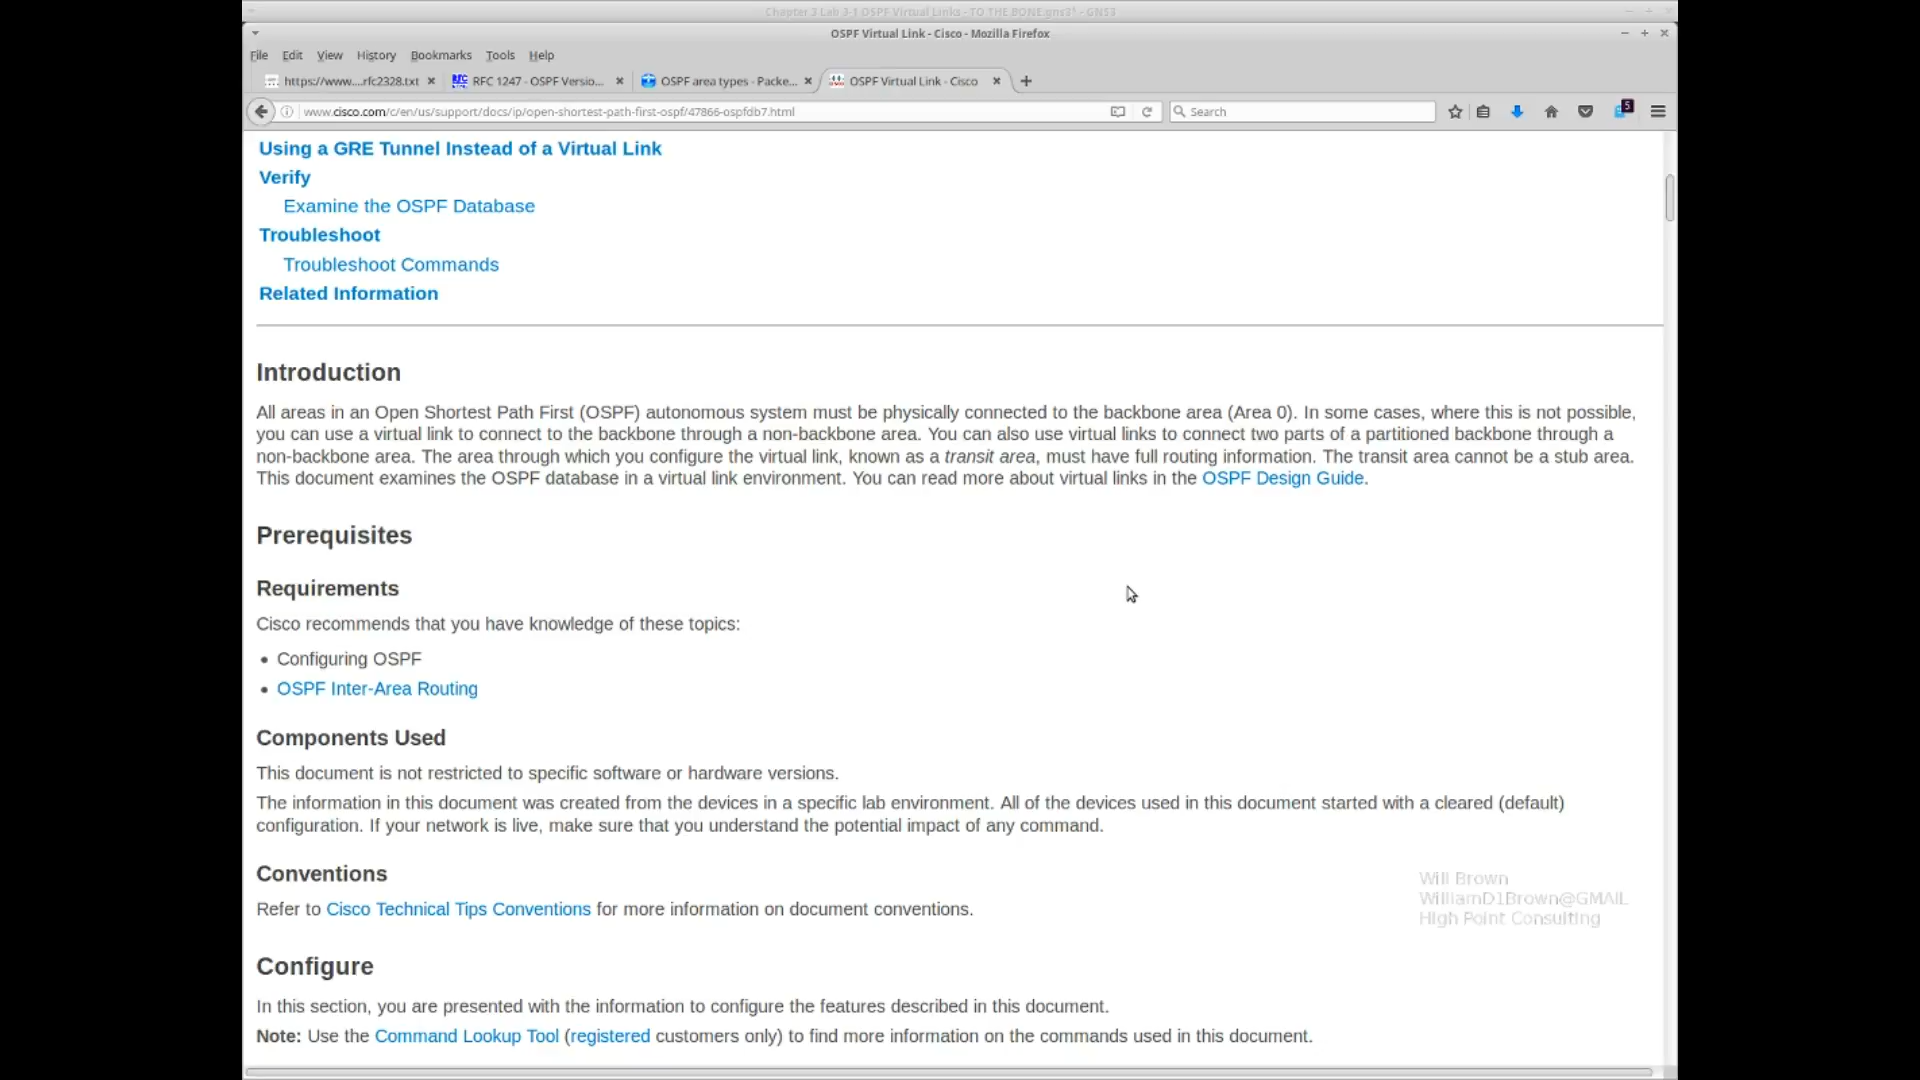 Chapter 3 Lab 3-1 OSPF Virtual Links - TO THE BONE.gns3* - GNS3
OSPF Virtual Link - Cisco - Mozilla Firefox
File Edit View History Bookmarks Tools Help
https://www....rfc2328.txt RFC 1247 - OSPF Versio... OSPF area types - Packe... OSPF Virtual Link - Cisco
www.cisco.com/c/en/us/support/docs/ip/open-shortest-path-first-ospf/47866-ospfdb7.html Search 5
Using a GRE Tunnel Instead of a Virtual Link
Verify
Examine the OSPF Database
Troubleshoot
Troubleshoot Commands
Related Information
Introduction
All areas in an Open Shortest Path First (OSPF) autonomous system must be physically connected to the backbone area (Area 0). In some cases, where this is not possible,
you can use a virtual link to connect to the backbone through a non-backbone area. You can also use virtual links to connect two parts of a partitioned backbone through a
non-backbone area. The area through which you configure the virtual link, known as a transit area, must have full routing information. The transit area cannot be a stub area.
This document examines the OSPF database in a virtual link environment. You can read more about virtual links in the OSPF Design Guide.
Prerequisites
Requirements
Cisco recommends that you have knowledge of these topics:
• Configuring OSPF
• OSPF Inter-Area Routing
Components Used
This document is not restricted to specific software or hardware versions.
The information in this document was created from the devices in a specific lab environment. All of the devices used in this document started with a cleared (default)
configuration. If your network is live, make sure that you understand the potential impact of any command.
Conventions
Refer to Cisco Technical Tips Conventions for more information on document conventions.
Will Brown
WilliamD1Brown@GMAIL
High Point Consulting
Configure
In this section, you are presented with the information to configure the features described in this document.
Note: Use the Command Lookup Tool (registered customers only) to find more information on the commands used in this document.